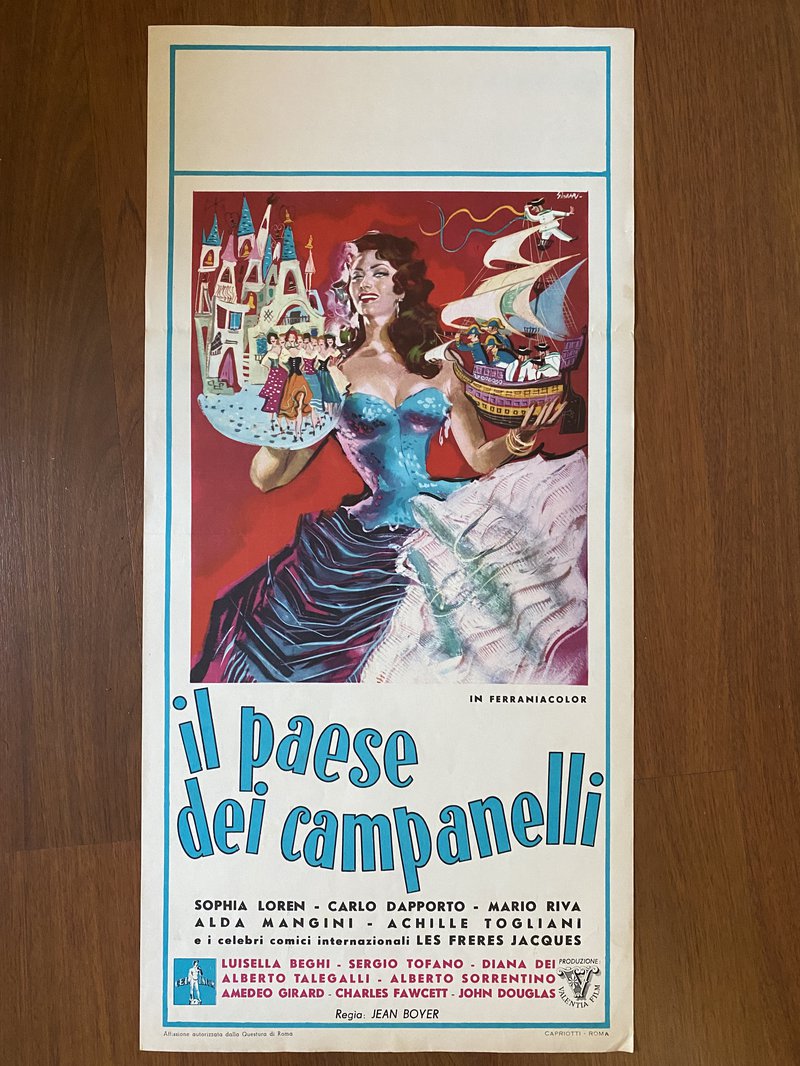 IN FERRANIACOLOR
il paese
dei campanelli
SOPHIA LOREN - CARLO DAPPORTO - MARIO RIVA
ALDA MANGINI - ACHILLE TOGLIANI
e i celebri comici internazionali LES FRERES JACQUES
LUISELLA BEGHI - SERGIO TOFANO - DIANA DEI
ALBERTO TALEGALLI - ALBERTO SORRENTINO
AMEDEO GIRARD - CHARLES FAWCETT - JOHN DOUGLAS
PRODUZIONE:
VALENTIA FILM
Regia: JEAN BOYER
Affissione autorizzata dalla Questura di Roma
CAPRIOTTI - ROMA